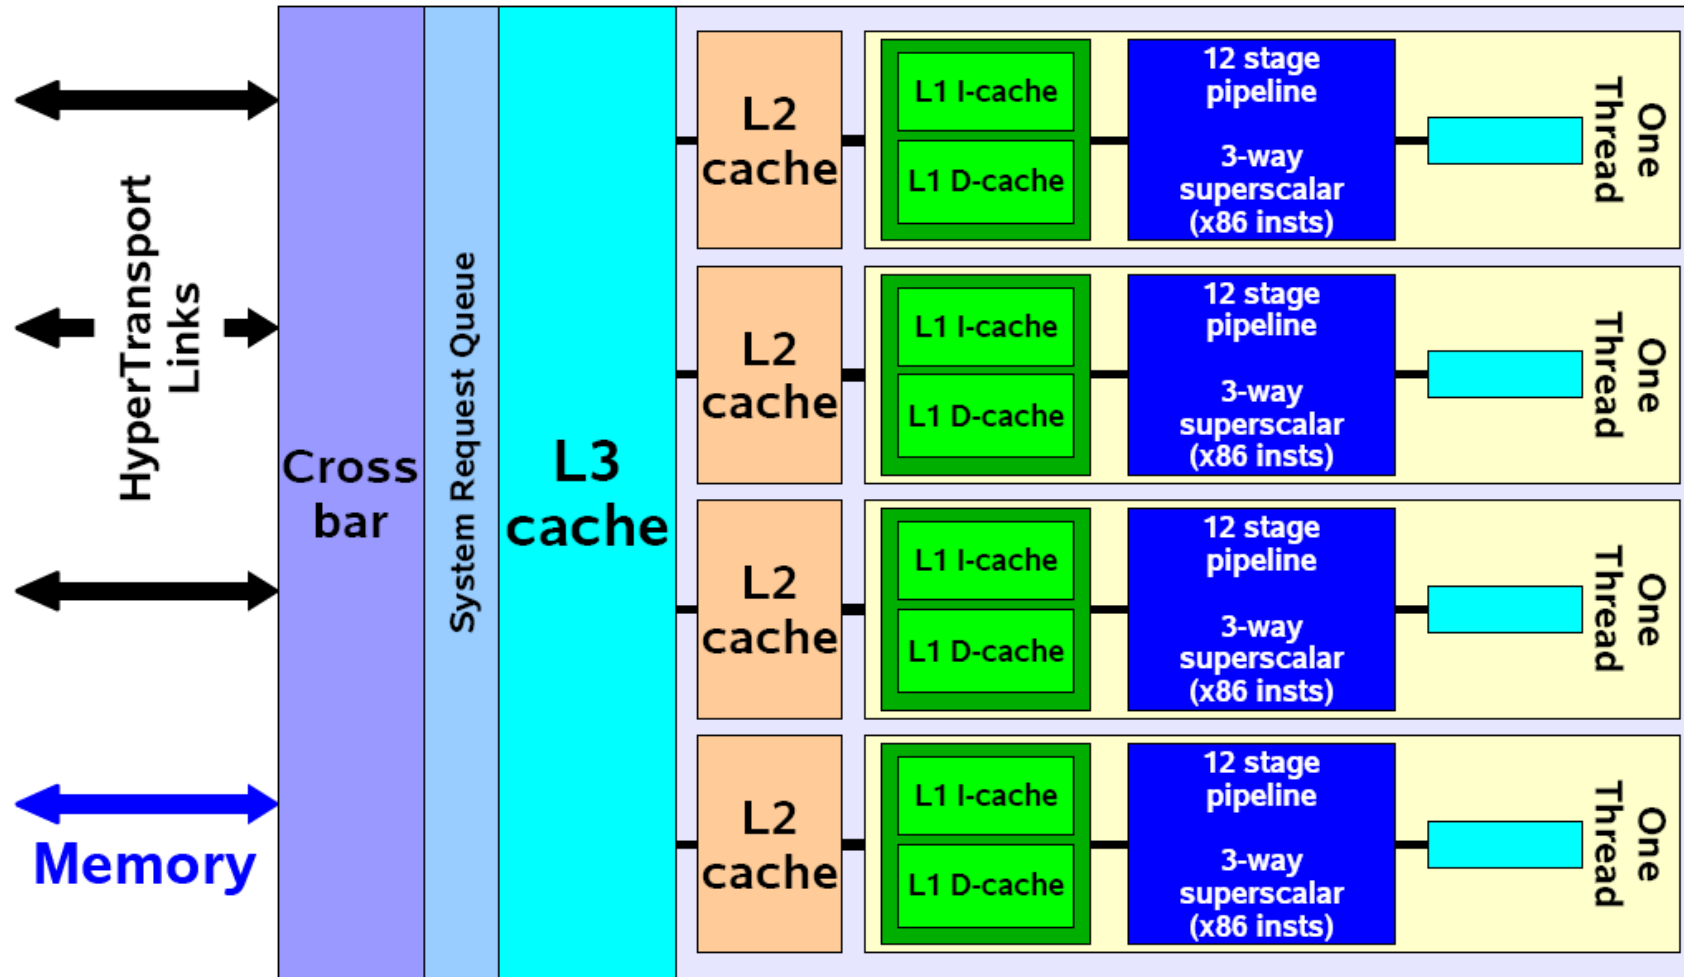 HyperTransport
Links
Memory
Cross
bar
System Request Queue
L3
cache
L2
cache
L1 I-cache
L1 D-cache
12 stage
pipeline
3-way
superscalar
(x86 insts)
One
Thread
L2
cache
L1 I-cache
L1 D-cache
12 stage
pipeline
3-way
superscalar
(x86 insts)
One
Thread
L2
cache
L1 I-cache
L1 D-cache
12 stage
pipeline
3-way
superscalar
(x86 insts)
One
Thread
L2
cache
L1 I-cache
L1 D-cache
12 stage
pipeline
3-way
superscalar
(x86 insts)
One
Thread